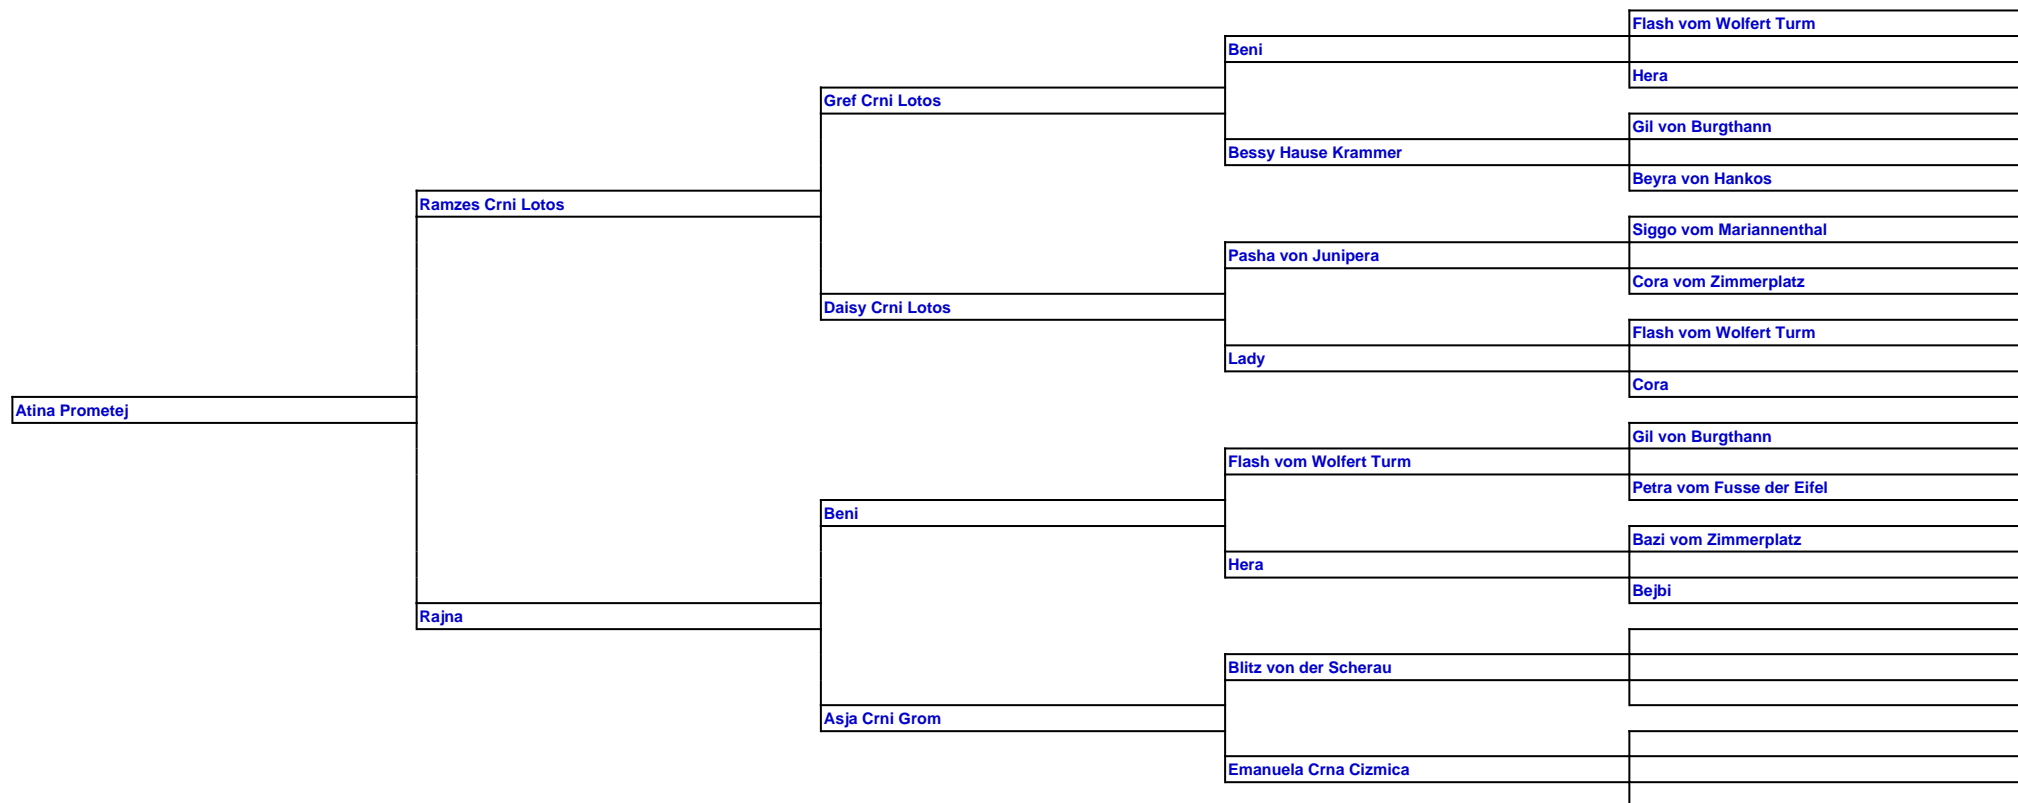 Flash vom Wolfert Turm
Beni
Hera
Gref Crni Lotos
Gil von Burgthann
Bessy Hause Krammer
Beyra von Hankos
Ramzes Crni Lotos
Siggo vom Mariannenthal
Pasha von Junipera
Cora vom Zimmerplatz
Daisy Crni Lotos
Flash vom Wolfert Turm
Lady
Cora
Atina Prometej
Gil von Burgthann
Flash vom Wolfert Turm
Petra vom Fusse der Eifel
Beni
Bazi vom Zimmerplatz
Hera
Bejbi
Rajna
Blitz von der Scherau
Asja Crni Grom
Emanuela Crna Cizmica